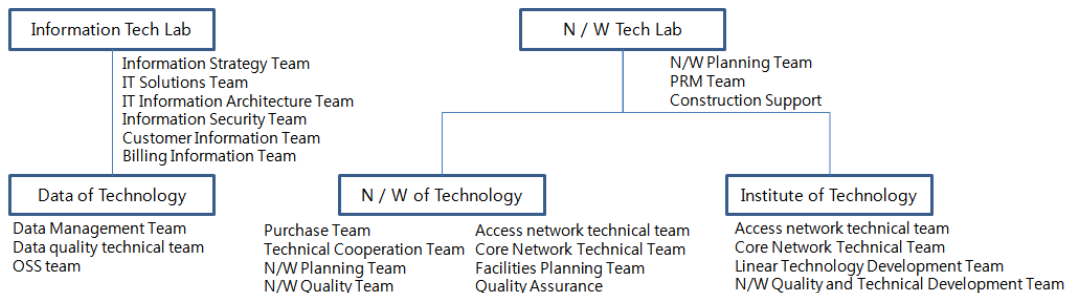 Information Tech Lab
Information Strategy Team
IT Solutions Team
IT Information Architecture Team
Information Security Team
Customer Information Team
Billing Information Team
N / W Tech Lab
N/W Planning Team
PRM Team
Construction Support
Data of Technology
Data Management Team
Data quality technical team
OSS team
N / W of Technology
Purchase Team
Technical Cooperation Team
N/W Planning Team
N/W Quality Team
Access network technical team
Core Network Technical Team
Facilities Planning Team
Quality Assurance
Institute of Technology
Access network technical team
Core Network Technical Team
Linear Technology Development Team
N/W Quality and Technical Development Team